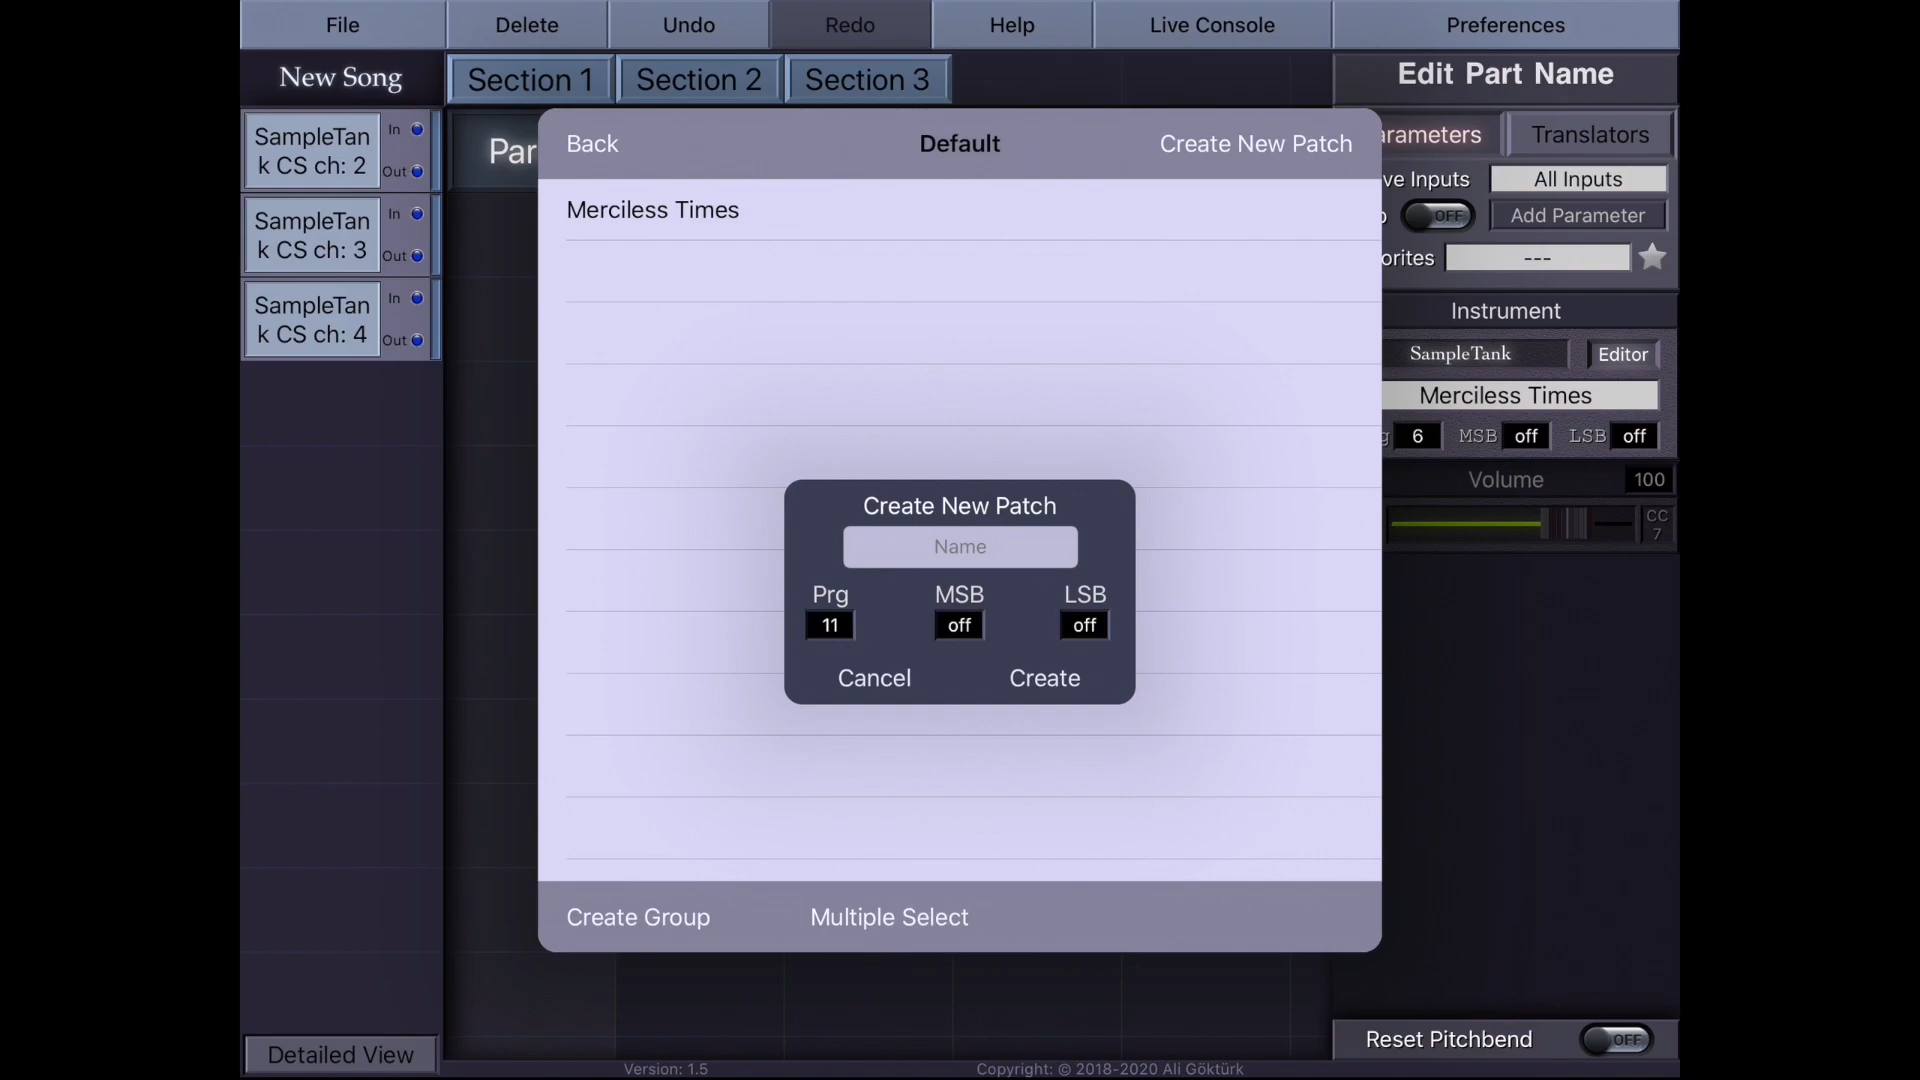 File
Delete
Undo
Redo
Help
Live Console
Preferences
New Song
Section 1
Section 2
Section 3
Edit Part Name
SampleTan
k CS ch: 2
In
Out
SampleTan
k CS ch: 3
In
Out
SampleTan
k CS ch: 4
In
Out
Par
Back
Default
Create New Patch
Merciless Times
Create New Patch
Name
Prg
MSB
LSB
11
off
off
Cancel
Create
Create Group
Multiple Select
arameters
Translators
ve Inputs
All Inputs
OFF
Add Parameter
orites
---
Instrument
SampleTank
Editor
Merciless Times
g
6
MSB
off
LSB
off
Volume
100
CC
7
Reset Pitchbend
OFF
Detailed View
Version: 1.5
Copyright: © 2018-2020 Ali Göktürk